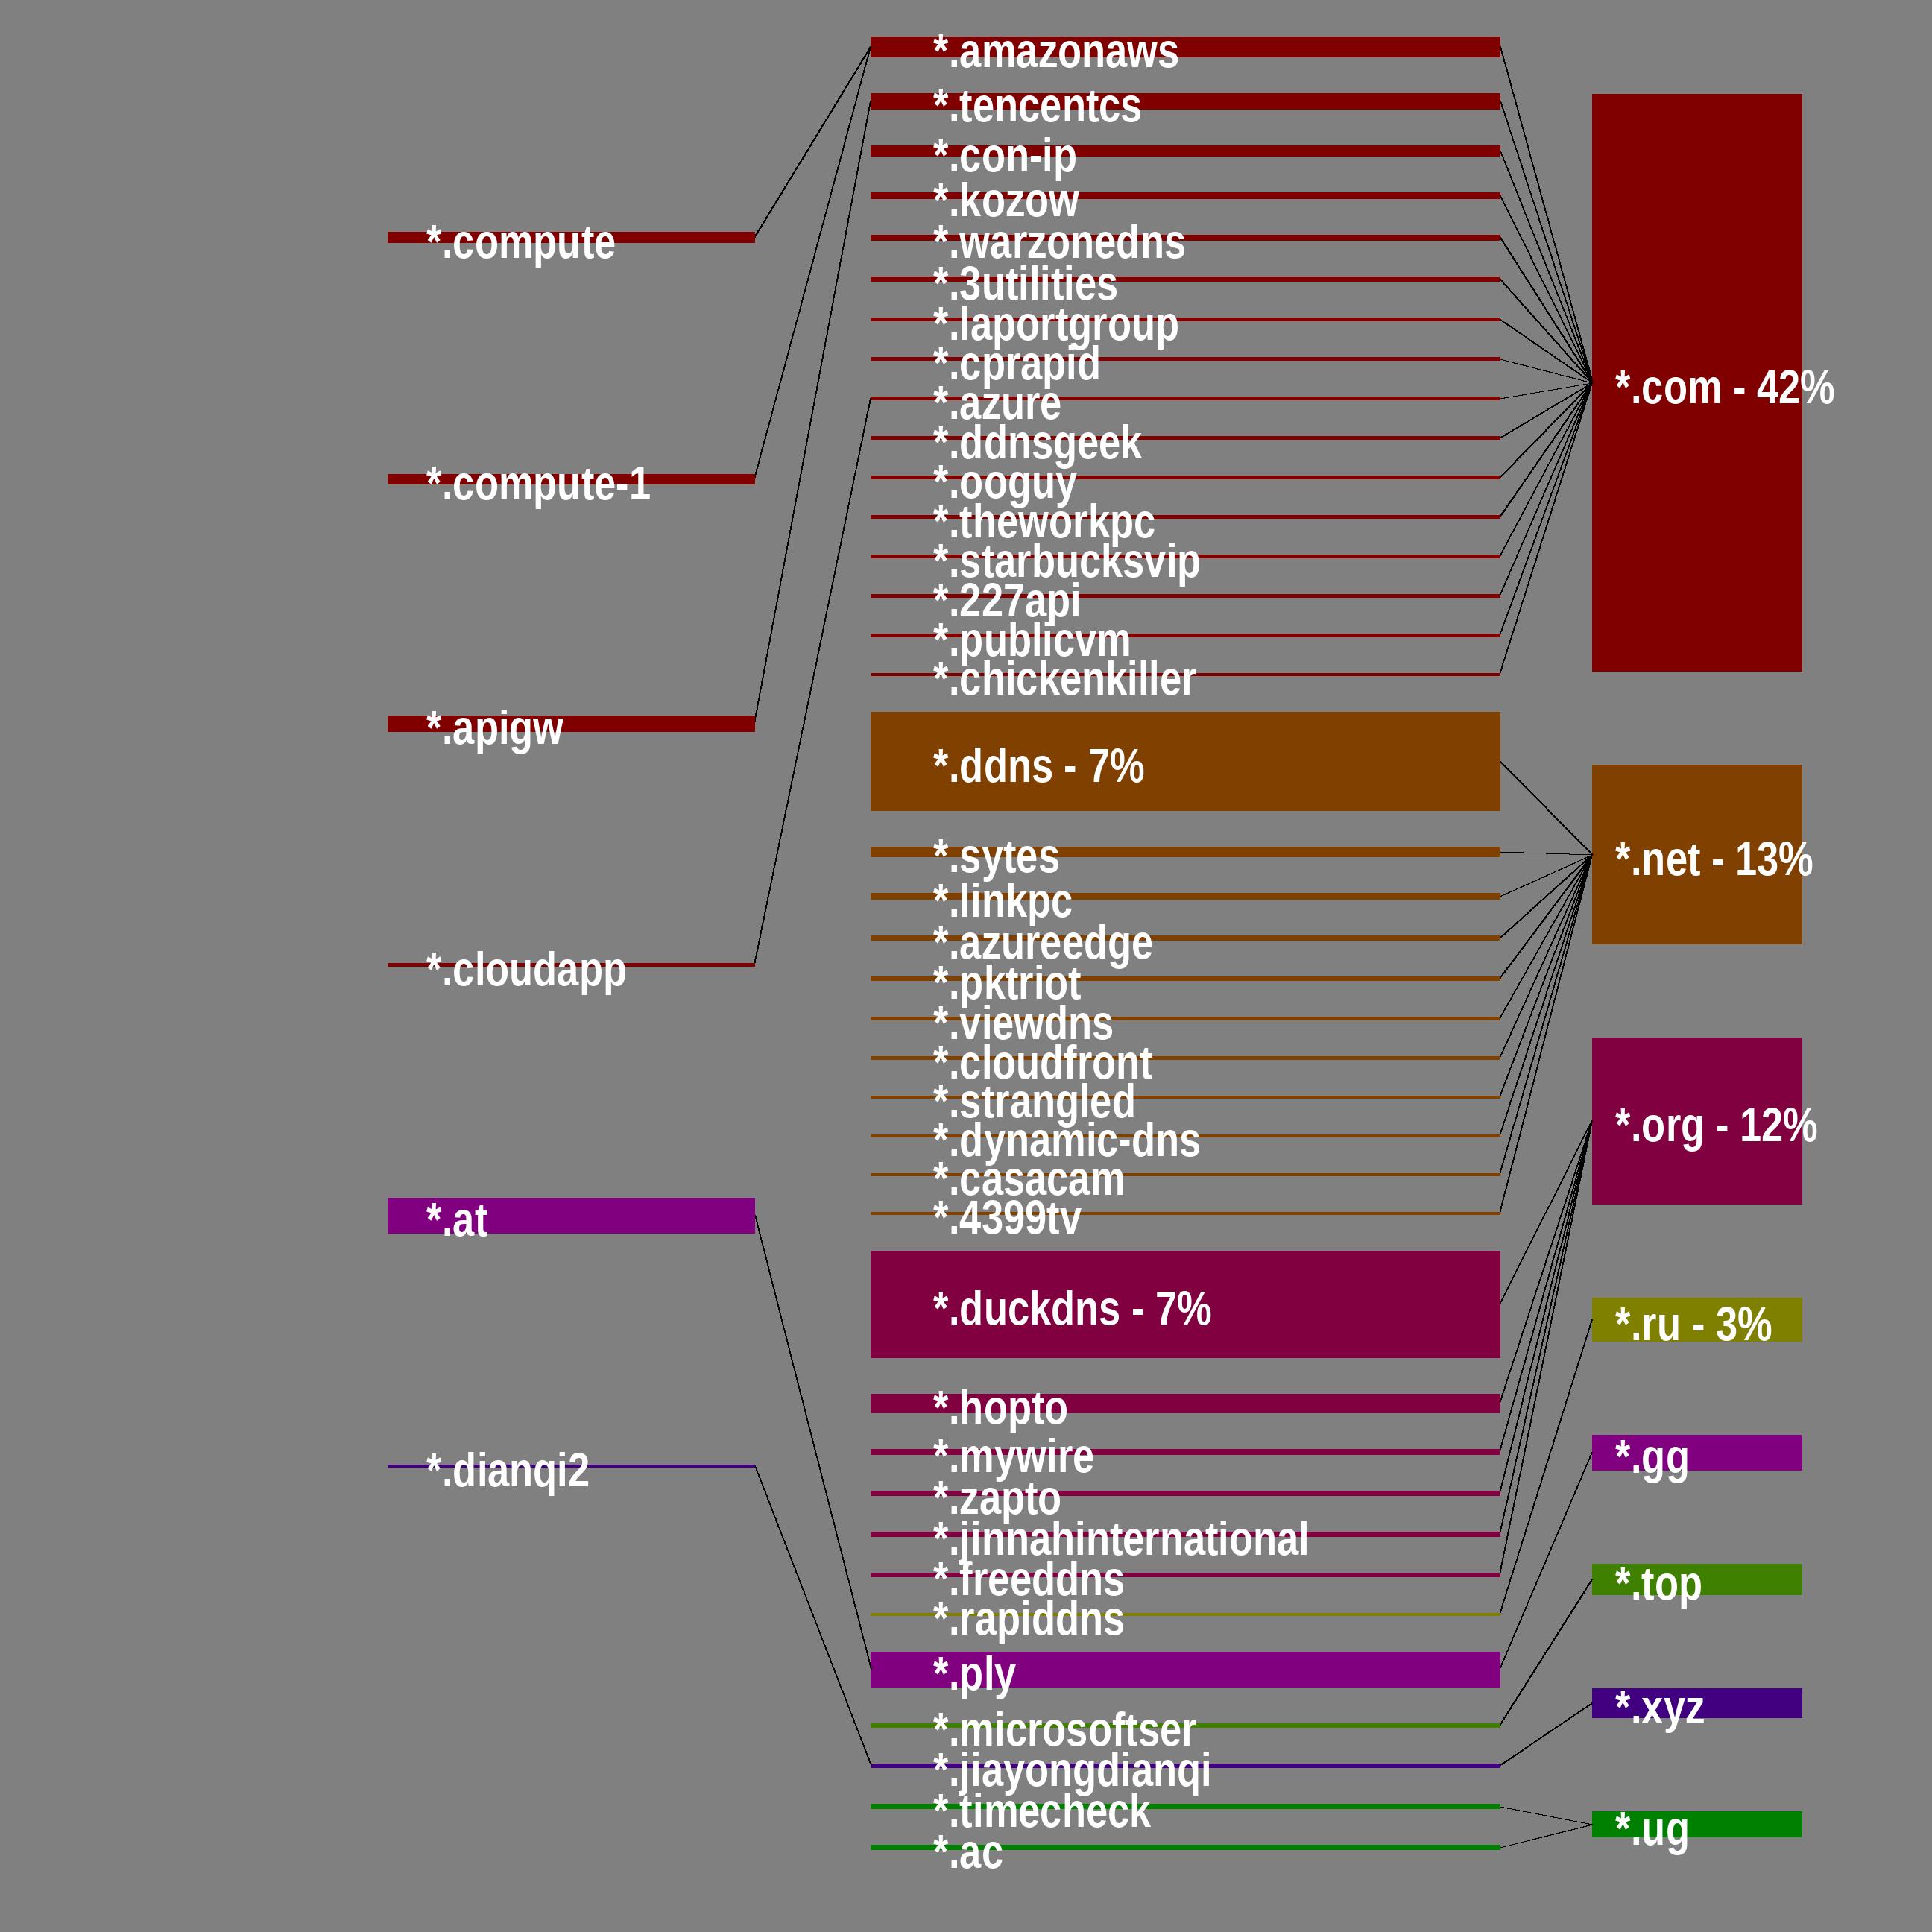 *.compute
*.compute-1
*.apigw
*.cloudapp
*.at
*.dianqi2
*.amazonaws
*.tencentcs
*.con-ip
*.kozow
*.warzonedns
*.3utilities
*.laportgroup
*.cprapid
*.azure
*.ddnsgeek
*.ooguy
*.theworkpc
*.starbucksvip
*.227api
*.publicvm
*.chickenkiller
*.ddns - 7%
*.sytes
*.linkpc
*.azureedge
*.pktriot
*.viewdns
*.cloudfront
*.strangled
*.dynamic-dns
*.casacam
*.4399tv
*.duckdns - 7%
*.hopto
*.mywire
*.zapto
*.jinnahinternational
*.freeddns
*.rapiddns
*.ply
*.microsoftser
*.jiayongdianqi
*.timecheck
*.ac
*.com - 42%
*.net - 13%
*.org - 12%
*.ru - 3%
*.gg
*.top
*.xyz
*.ug